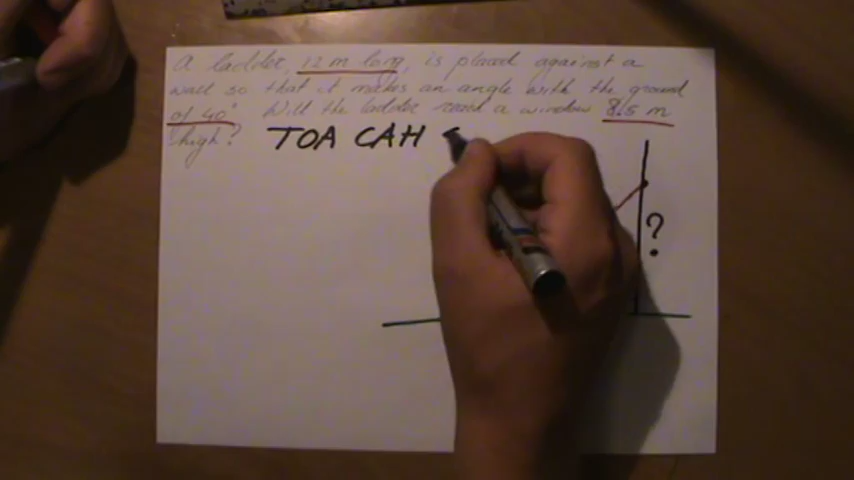 A ladder, 12 m long, is placed against a
wall so that it makes an angle with the ground
of 40° Will the ladder reach a window 8.5 m
high? TOA CAH S
?